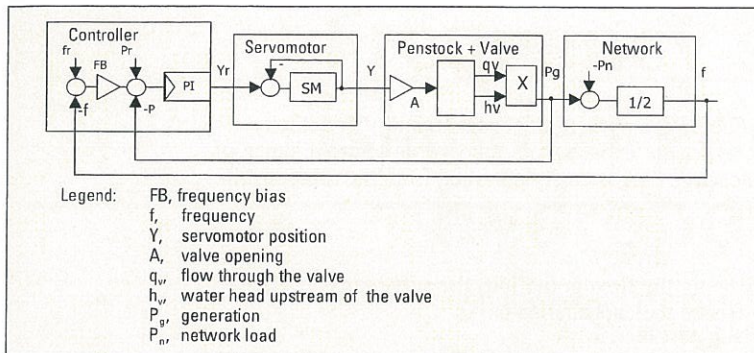 Controller
fr
Pr
FB
-f
-P
PI
Yr
Servomotor
-
SM
Y
Penstock + Valve
A
qv
hv
X
Pg
Network
-Pn
1/2
f
Legend: FB, frequency bias
f, frequency
Y, servomotor position
A, valve opening
qᵥ, flow through the valve
hᵥ, water head upstream of the valve
P_g, generation
Pₙ, network load